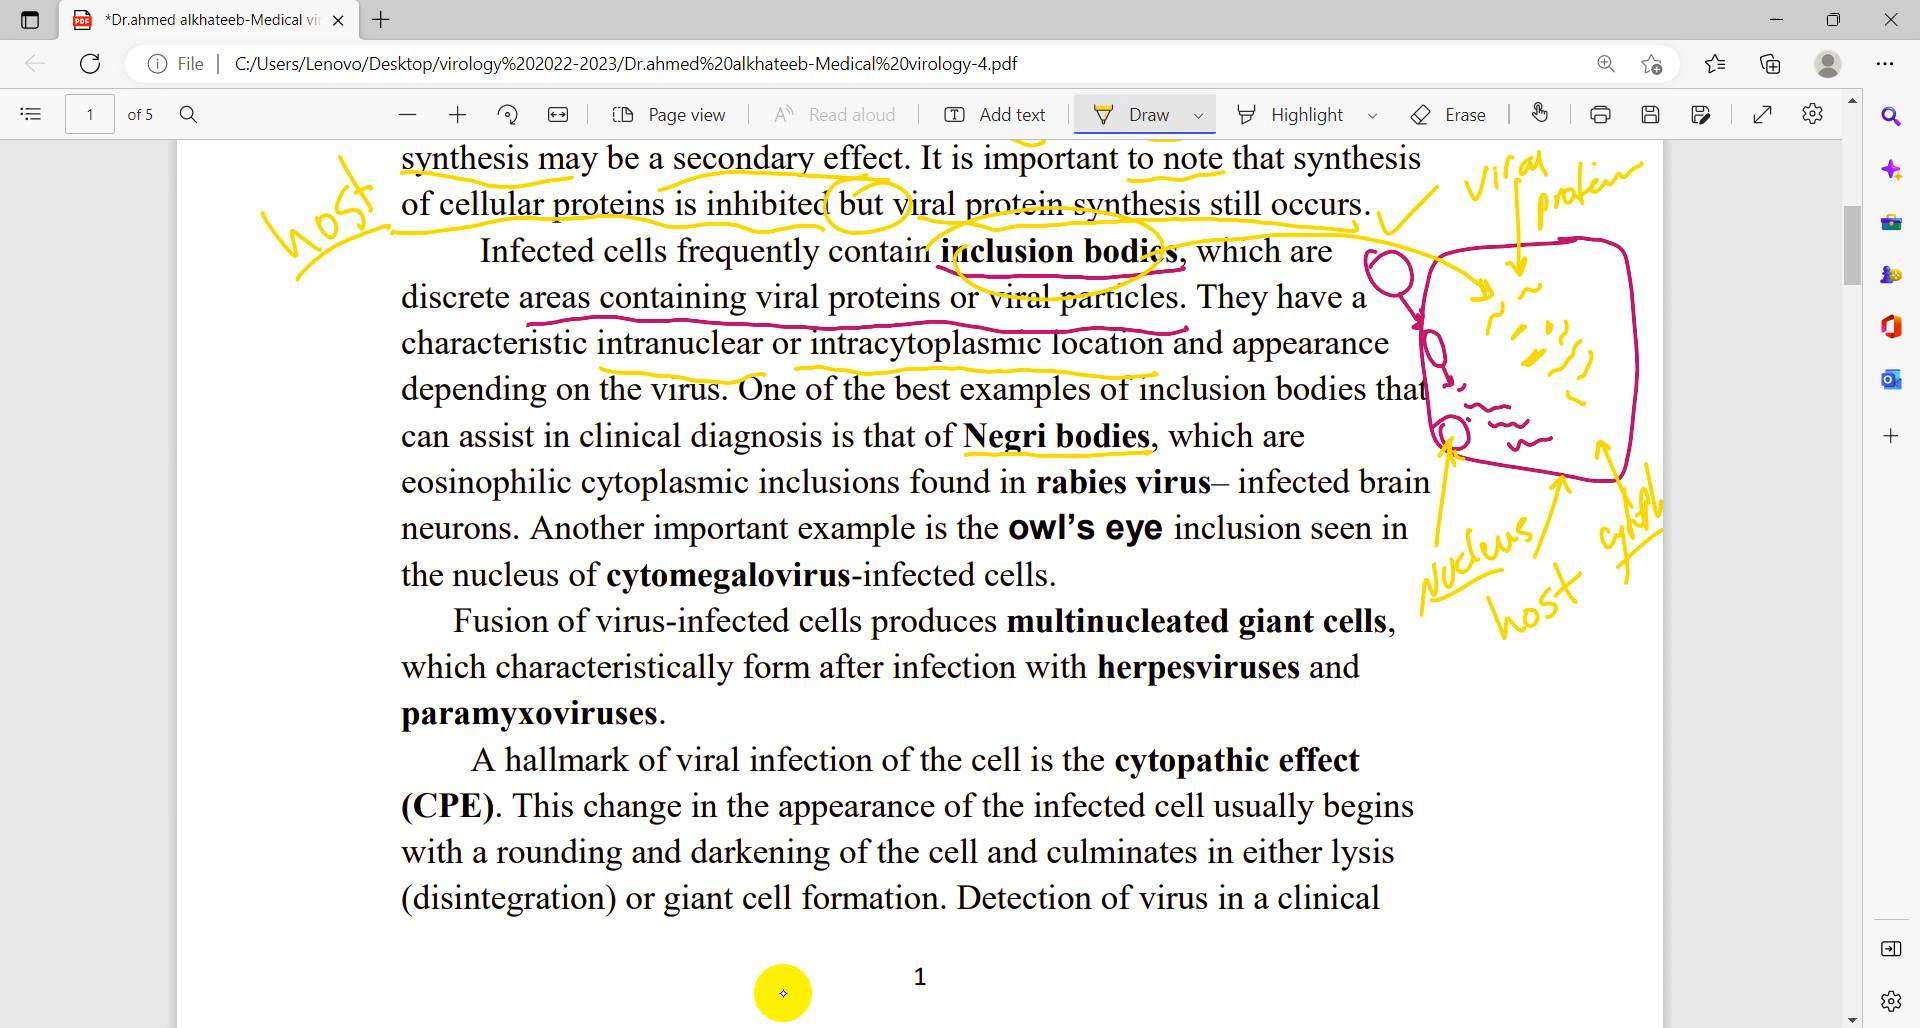 *Dr.ahmed alkhateeb-Medical vi
File
C:/Users/Lenovo/Desktop/virology%202022-2023/Dr.ahmed%20alkhateeb-Medical%20virology-4.pdf
1 of 5
Page view
Read aloud
Add text
Draw
Highlight
Erase
synthesis may be a secondary effect. It is important to note that synthesis
of cellular proteins is inhibited but viral protein synthesis still occurs.
Infected cells frequently contain inclusion bodies, which are
discrete areas containing viral proteins or viral particles. They have a
characteristic intranuclear or intracytoplasmic location and appearance
depending on the virus. One of the best examples of inclusion bodies that
can assist in clinical diagnosis is that of Negri bodies, which are
eosinophilic cytoplasmic inclusions found in rabies virus– infected brain
neurons. Another important example is the owl’s eye inclusion seen in
the nucleus of cytomegalovirus-infected cells.
Fusion of virus-infected cells produces multinucleated giant cells,
which characteristically form after infection with herpesviruses and
paramyxoviruses.
A hallmark of viral infection of the cell is the cytopathic effect
(CPE). This change in the appearance of the infected cell usually begins
with a rounding and darkening of the cell and culminates in either lysis
(disintegration) or giant cell formation. Detection of virus in a clinical
1
host
viral
protein
Nucleus
host